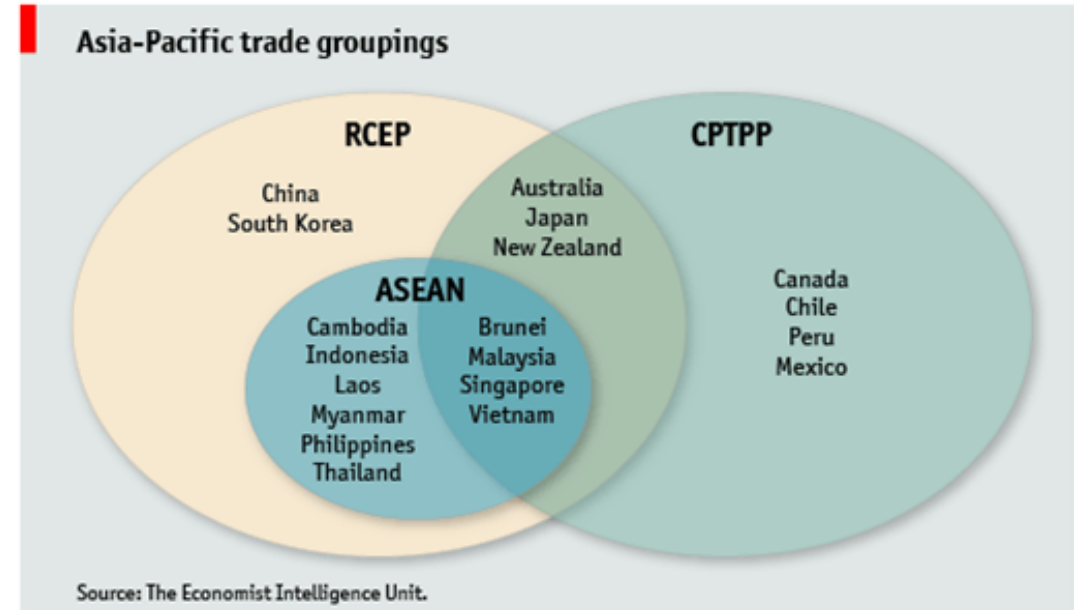 Asia-Pacific trade groupings
RCEP
CPTPP
China
South Korea
Australia
Japan
New Zealand
ASEAN
Cambodia
Indonesia
Laos
Myanmar
Philippines
Thailand
Brunei
Malaysia
Singapore
Vietnam
Canada
Chile
Peru
Mexico
Source: The Economist Intelligence Unit.